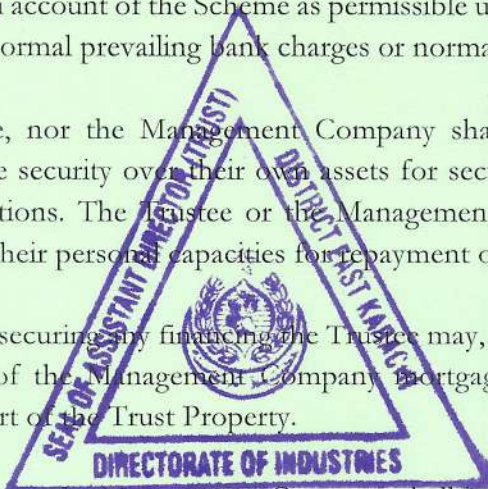 account of the Scheme as permissible u
ormal prevailing bank charges or norma
e, nor the Management Company sha
e security over their own assets for sec
tions. The Trustee or the Management
heir personal capacities for repayment o
securing any financing the Trustee may,
of the Management Company mortgag
rt of the Trust Property.
SEAL OF ASSISTANT DIRECTOR (TRUST)
DISTRICT EAST KARACHI
DIRECTORATE OF INDUSTRIES